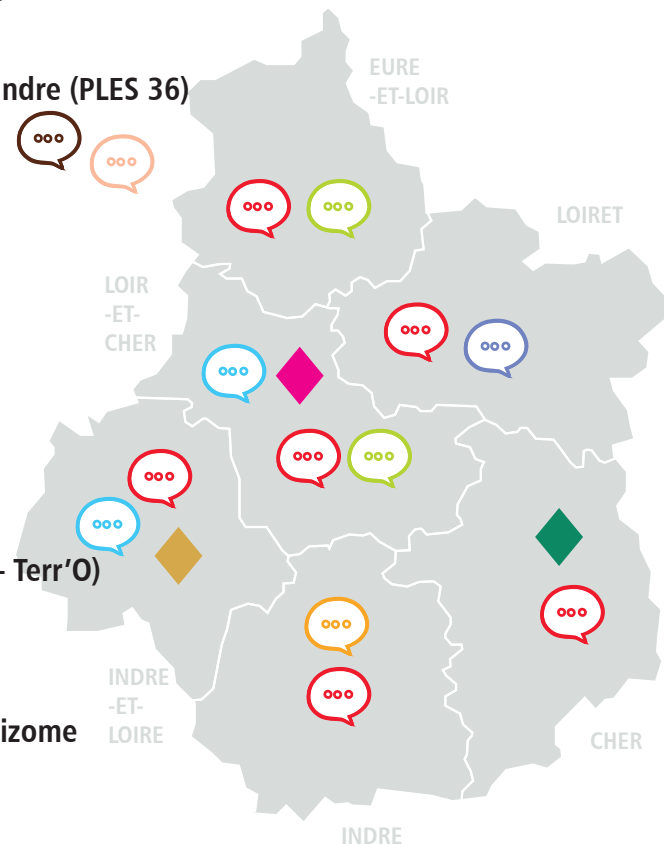 EURE
-ET-LOIR
ndre (PLES 36)
LOIRET
LOIR
-ET-
CHER
- Terr’O)
INDRE
-ET-
LOIRE
izome
CHER
INDRE